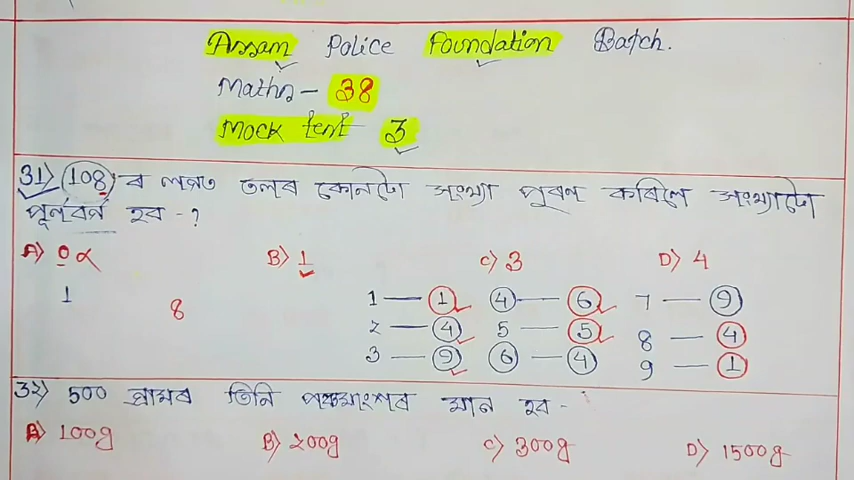 Assam Police Foundation Batch.
Maths- 38
Mock test 3
31) 108 ৰ লগত তলৰ কোনটো সংখ্যা পূৰণ কৰিলে সংখ্যাটো
পূৰ্ণবৰ্গ হব - ?
A) 0 B) 1 C) 3 D) 4
1 8
1 — 1 4 — 6 7 — 9
2 — 4 5 — 5 8 — 4
3 — 9 6 — 4 9 — 1
32) 500 গ্ৰামৰ তিনি পঞ্চমাংশৰ মান হব -
A) 100g B) 200g C) 300g D) 1500g